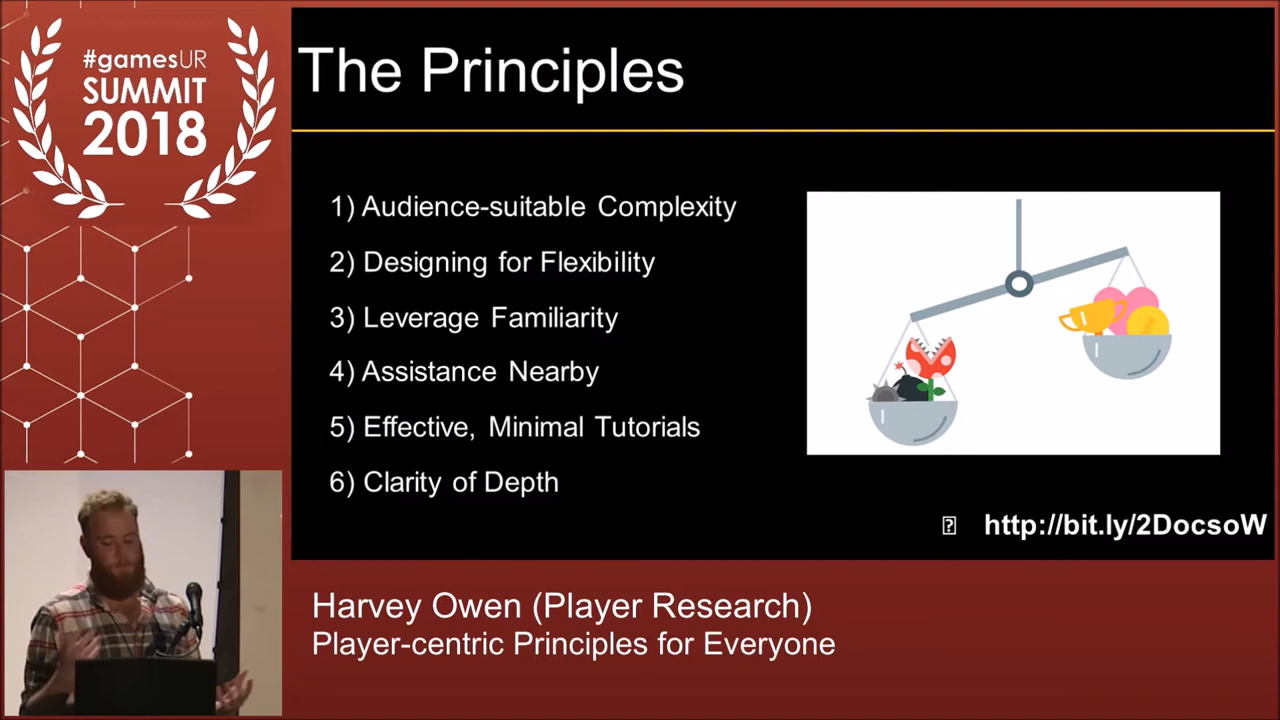 #gamesUR
SUMMIT
2018
The Principles
1) Audience-suitable Complexity
2) Designing for Flexibility
3) Leverage Familiarity
4) Assistance Nearby
5) Effective, Minimal Tutorials
6) Clarity of Depth
http://bit.ly/2DocsoW
Harvey Owen (Player Research)
Player-centric Principles for Everyone